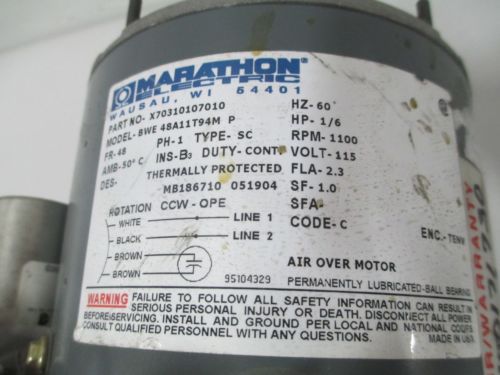 MARATHON
ELECTRIC
WAUSAU, WI 54401
PART NO- X70310107010
MODEL- BWE 48A11T94M P
FR-48
PH-1 TYPE- SC
AMB-50° C
INS-B3 DUTY-CONT
DES-
THERMALLY PROTECTED
MB186710 051904
ROTATION CCW-OPE
HZ-60
HP- 1/6
RPM-1100
VOLT-115
FLA-2.3
SF-1.0
SFA-
CODE-C
ENC.-TENV
WHITE LINE 1
BLACK LINE 2
BROWN
BROWN
95104329
AIR OVER MOTOR
PERMANENTLY LUBRICATED-BALL BEARING
WARNING FAILURE TO FOLLOW ALL SAFETY INFORMATION CAN RESULT IN
SERIOUS PERSONAL INJURY OR DEATH. DISCONNECT ALL POWER
BEFORE SERVICING. INSTALL AND GROUND PER LOCAL AND NATIONAL CODES
CONSULT QUALIFIED PERSONNEL WITH ANY QUESTIONS.
MADE IN
WARRANTY